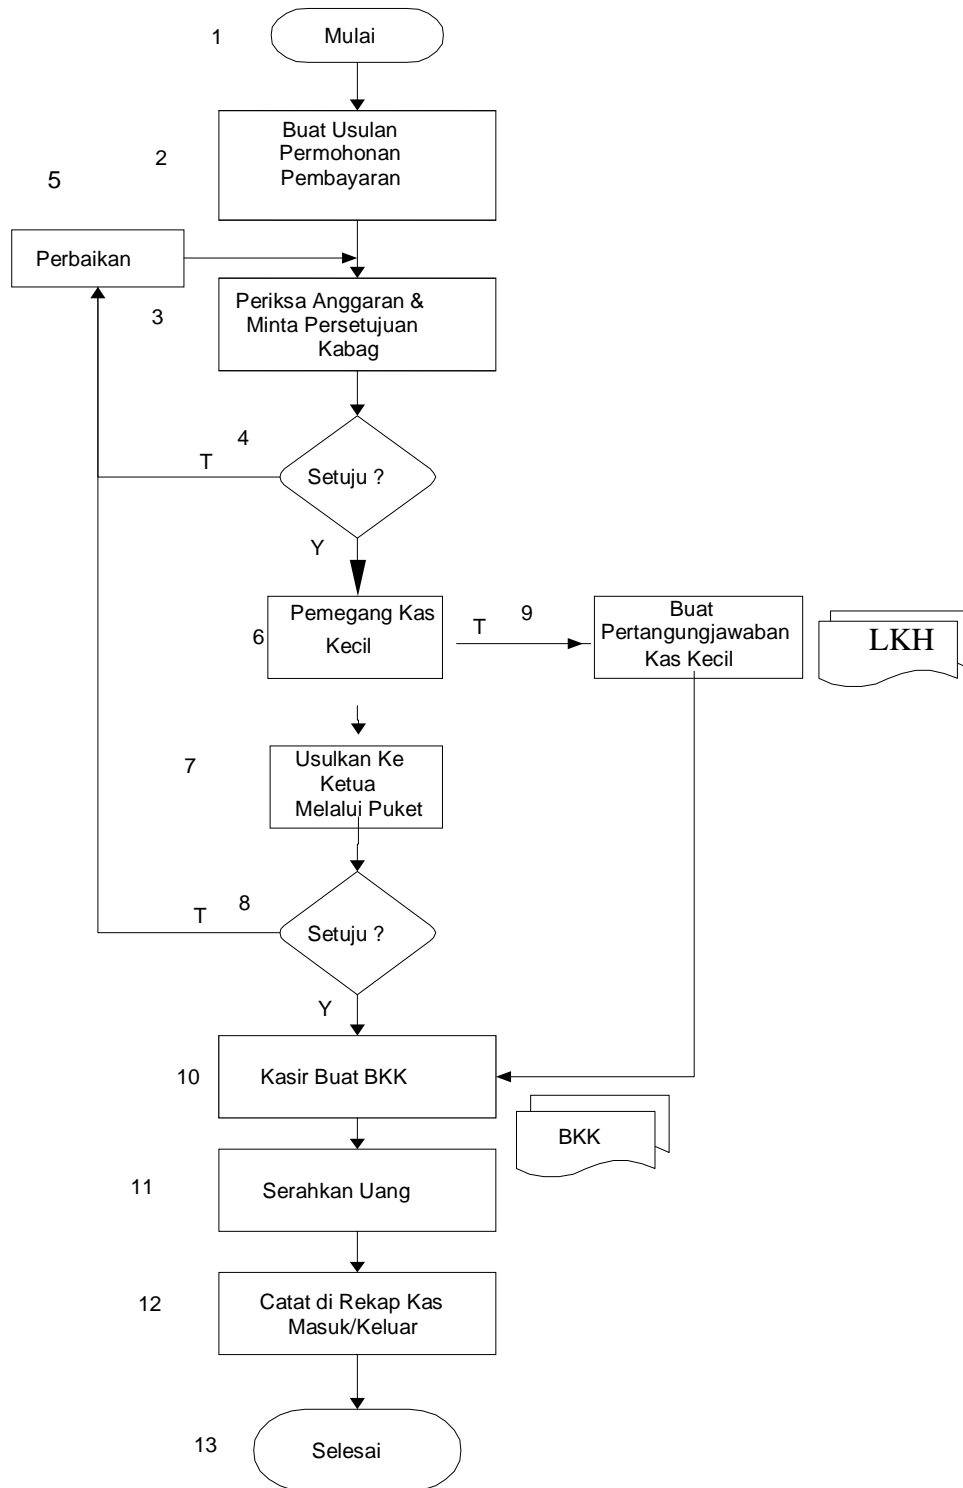 1
Mulai
2
Buat Usulan
Permohonan
Pembayaran
5
Perbaikan
3
Periksa Anggaran &
Minta Persetujuan
Kabag
4
T
Setuju ?
Y
6
Pemegang Kas
Kecil
T
9
Buat
Pertangungjawaban
Kas Kecil
LKH
7
Usulkan Ke
Ketua
Melalui Puket
8
T
Setuju ?
Y
10
Kasir Buat BKK
BKK
11
Serahkan Uang
12
Catat di Rekap Kas
Masuk/Keluar
13
Selesai